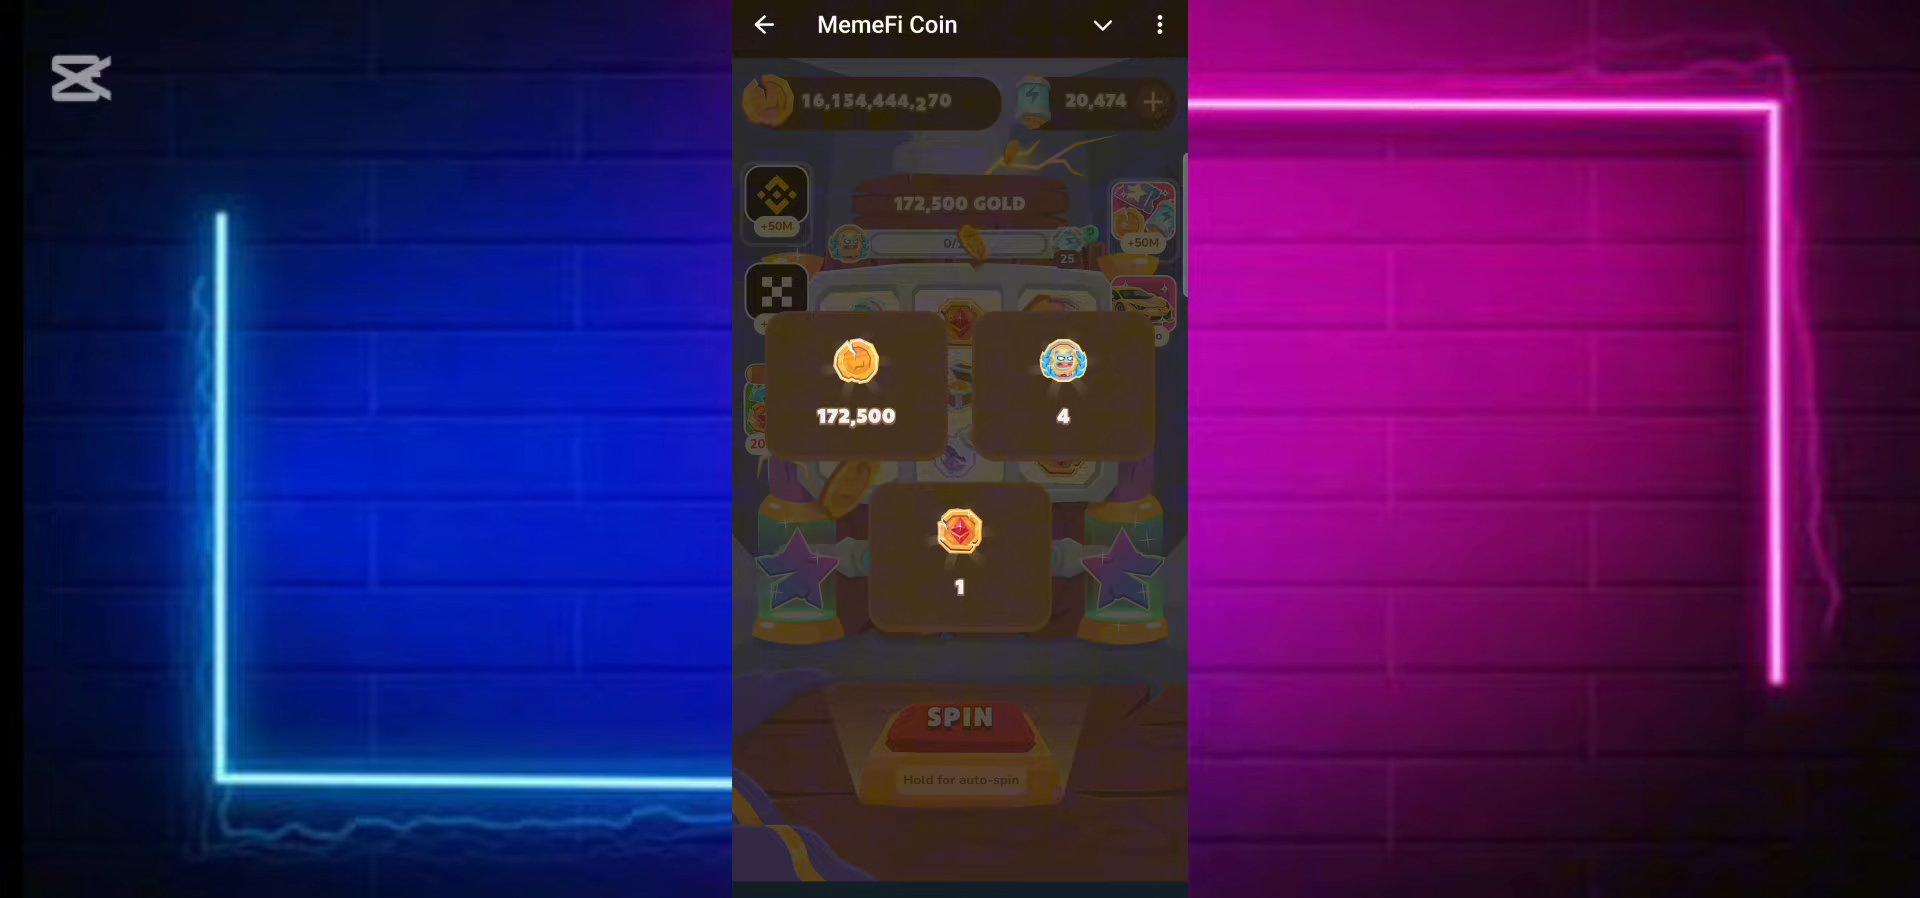 MemeFi Coin
16,154,444,270
20,474
+50M
172,500 GOLD
+50M
25
172,500
4
1
SPIN
Hold for auto-spin